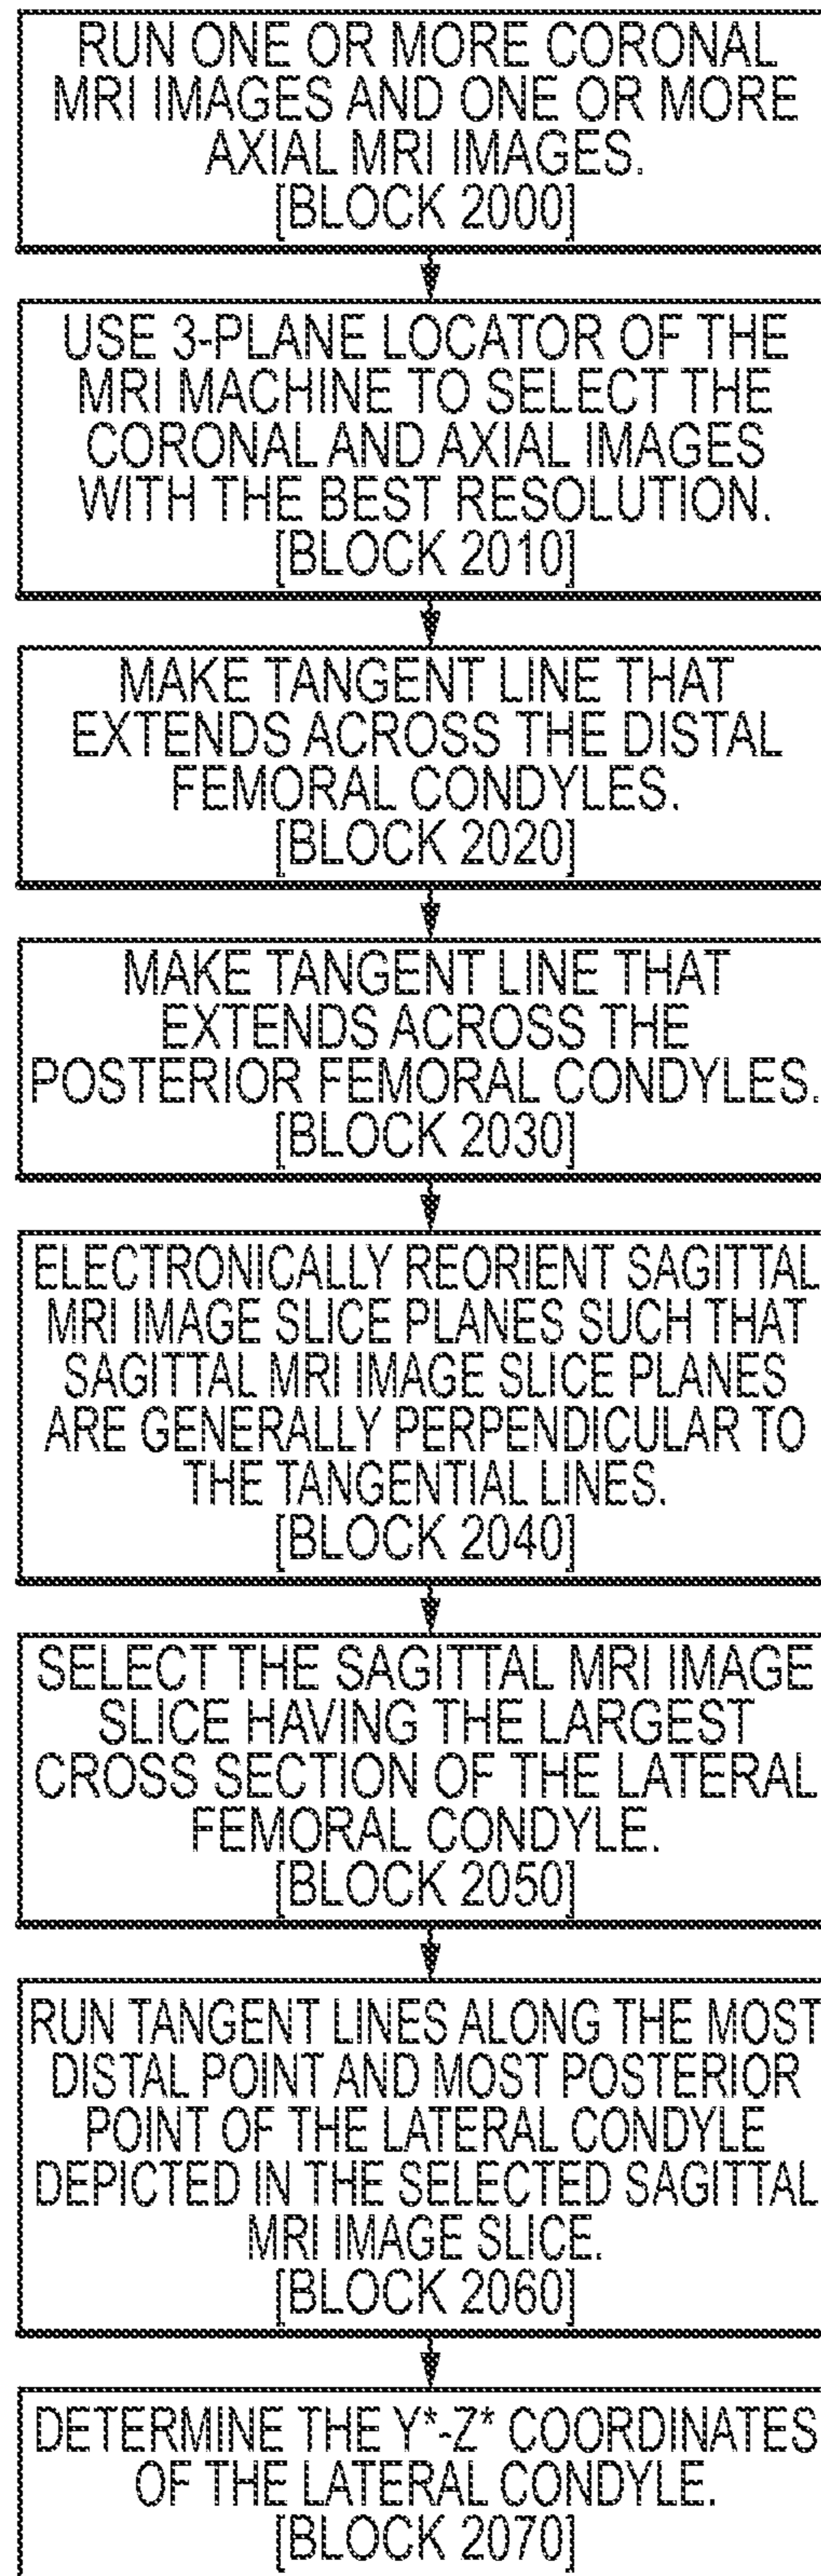 RUN ONE OR MORE CORONAL
MRI IMAGES AND ONE OR MORE
AXIAL MRI IMAGES.
[BLOCK 2000]
USE 3-PLANE LOCATOR OF THE
MRI MACHINE TO SELECT THE
CORONAL AND AXIAL IMAGES
WITH THE BEST RESOLUTION.
[BLOCK 2010]
MAKE TANGENT LINE THAT
EXTENDS ACROSS THE DISTAL
FEMORAL CONDYLES.
[BLOCK 2020]
MAKE TANGENT LINE THAT
EXTENDS ACROSS THE
POSTERIOR FEMORAL CONDYLES.
[BLOCK 2030]
ELECTRONICALLY REORIENT SAGITTAL
MRI IMAGE SLICE PLANES SUCH THAT
SAGITTAL MRI IMAGE SLICE PLANES
ARE GENERALLY PERPENDICULAR TO
THE TANGENTIAL LINES.
[BLOCK 2040]
SELECT THE SAGITTAL MRI IMAGE
SLICE HAVING THE LARGEST
CROSS SECTION OF THE LATERAL
FEMORAL CONDYLE.
[BLOCK 2050]
RUN TANGENT LINES ALONG THE MOST
DISTAL POINT AND MOST POSTERIOR
POINT OF THE LATERAL CONDYLE
DEPICTED IN THE SELECTED SAGITTAL
MRI IMAGE SLICE.
[BLOCK 2060]
DETERMINE THE Y*-Z* COORDINATES
OF THE LATERAL CONDYLE.
[BLOCK 2070]